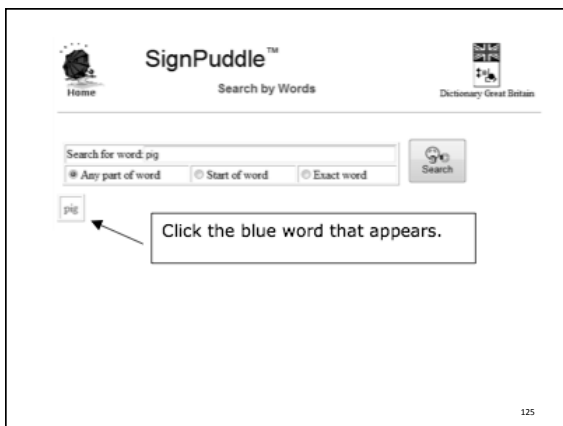 SignPuddle™
Home
Search by Words
Dictionary Great Britain
Search for word: pig
Any part of word Start of word Exact word
Search
pig
Click the blue word that appears.
125